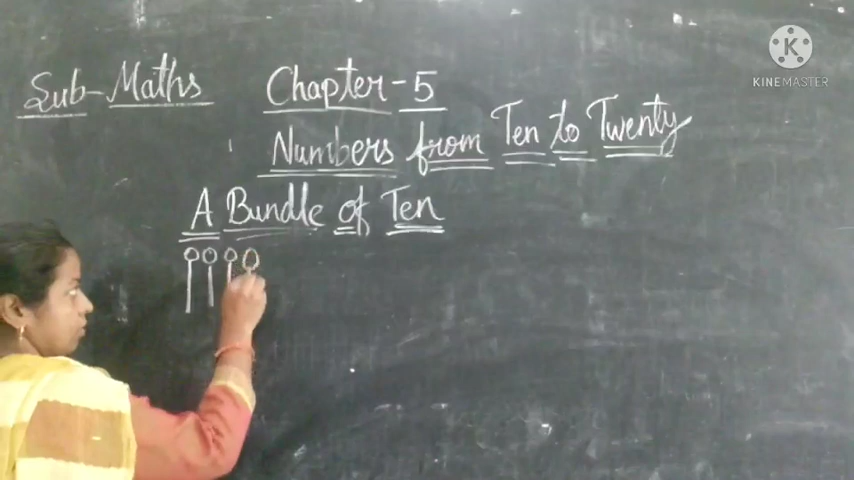 Sub- Maths
Chapter-5
Numbers from Ten to Twenty
A Bundle of Ten
K
KINEMASTER